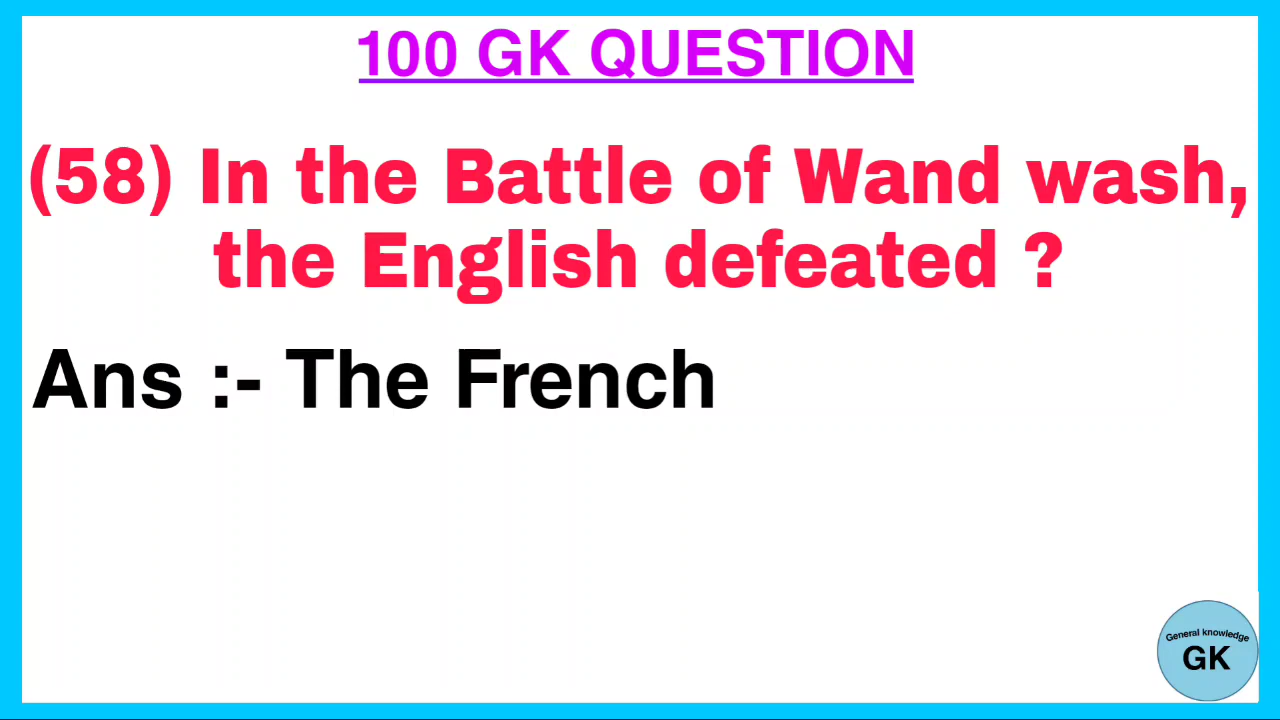 100 GK QUESTION
(58) In the Battle of Wand wash,
the English defeated ?
Ans :- The French
General knowledge
GK